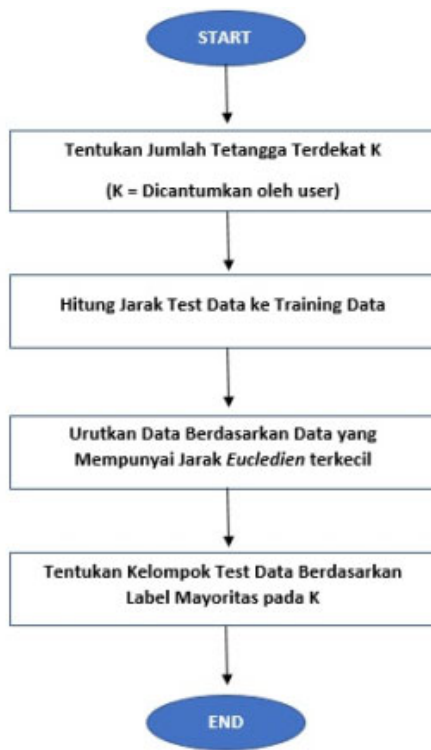 START
Tentukan Jumlah Tetangga Terdekat K
(K = Dicantumkan oleh user)
Hitung Jarak Test Data ke Training Data
Urutkan Data Berdasarkan Data yang
Mempunyai Jarak Eucledien terkecil
Tentukan Kelompok Test Data Berdasarkan
Label Mayoritas pada K
END